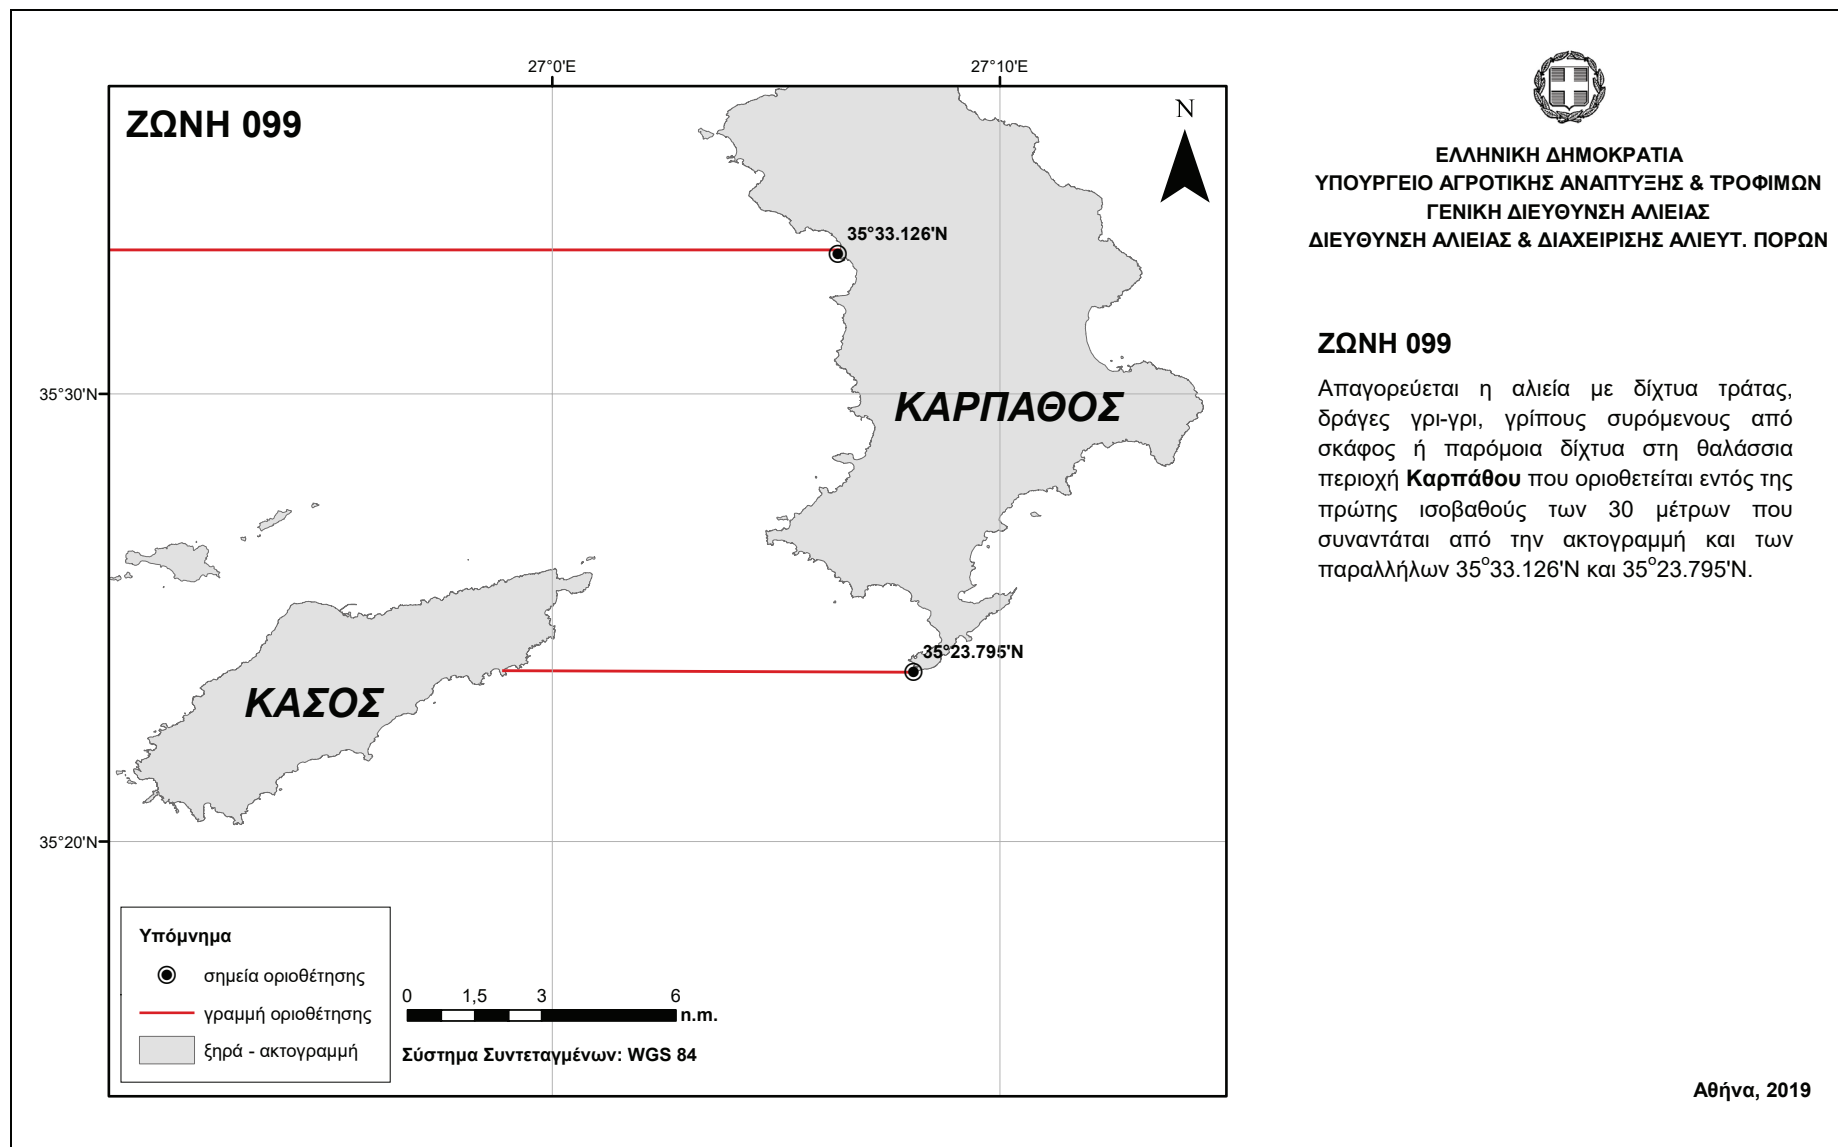 27°0'E
27°10'E
ΖΩΝΗ 099
N
35°33.126'N
35°30'N
ΚΑΡΠΑΘΟΣ
35°23.795'N
ΚΑΣΟΣ
35°20'N
Υπόμνημα
σημεία οριοθέτησης
γραμμή οριοθέτησης
ξηρά - ακτογραμμή
0 1,5 3 6
n.m.
Σύστημα Συντεταγμένων: WGS 84
ΕΛΛΗΝΙΚΗ ΔΗΜΟΚΡΑΤΙΑ
ΥΠΟΥΡΓΕΙΟ ΑΓΡΟΤΙΚΗΣ ΑΝΑΠΤΥΞΗΣ & ΤΡΟΦΙΜΩΝ
ΓΕΝΙΚΗ ΔΙΕΥΘΥΝΣΗ ΑΛΙΕΙΑΣ
ΔΙΕΥΘΥΝΣΗ ΑΛΙΕΙΑΣ & ΔΙΑΧΕΙΡΙΣΗΣ ΑΛΙΕΥΤ. ΠΟΡΩΝ
ΖΩΝΗ 099
Απαγορεύεται η αλιεία με δίχτυα τράτας,
δράγες γρι-γρι, γρίπους συρόμενους από
σκάφος ή παρόμοια δίχτυα στη θαλάσσια
περιοχή Καρπάθου που οριοθετείται εντός της
πρώτης ισοβαθούς των 30 μέτρων που
συναντάται από την ακτογραμμή και των
παραλλήλων 35°33.126'N και 35°23.795'N.
Αθήνα, 2019